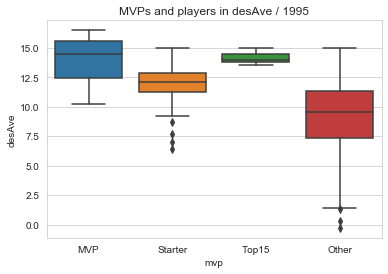 MVPs and players in desAve / 1995
15.0
12.5
10.0
7.5
5.0
2.5
0.0
desAve
MVP Starter Top15 Other
mvp